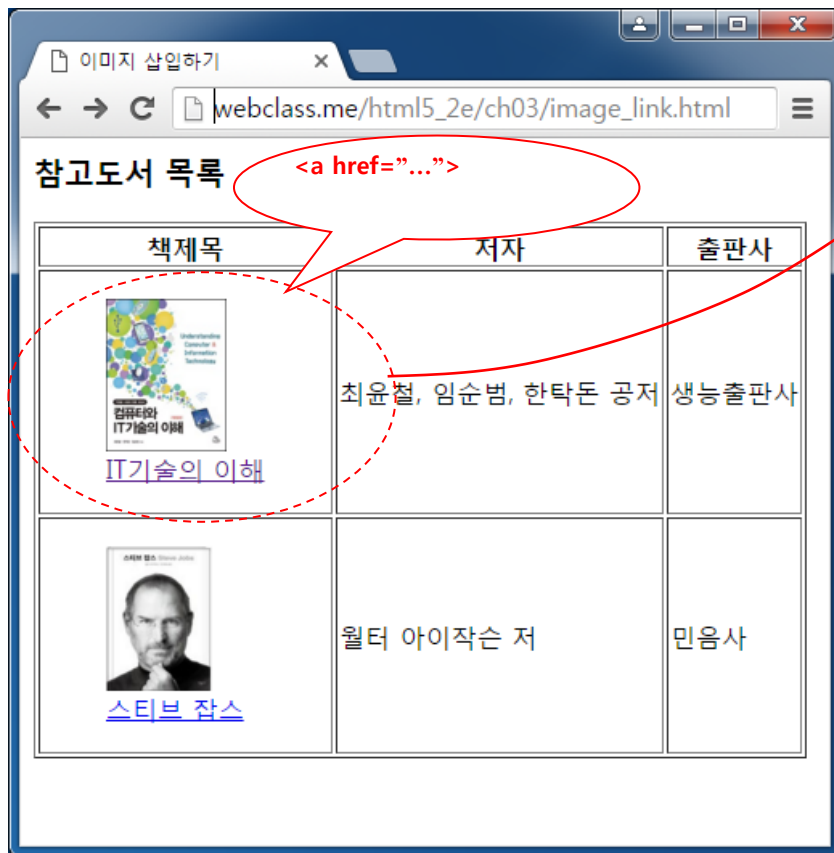 이미지 삽입하기
webclass.me/html5_2e/ch03/image_link.html
참고도서 목록
<a href="...">
책제목 저자 출판사
Understanding
Computer &
Information
Technology
컴퓨터와
IT기술의 이해
IT기술의 이해
최윤철, 임순범, 한탁돈 공저
생능출판사
스티브 잡스 Steve Jobs
스티브 잡스
월터 아이작슨 저
민음사